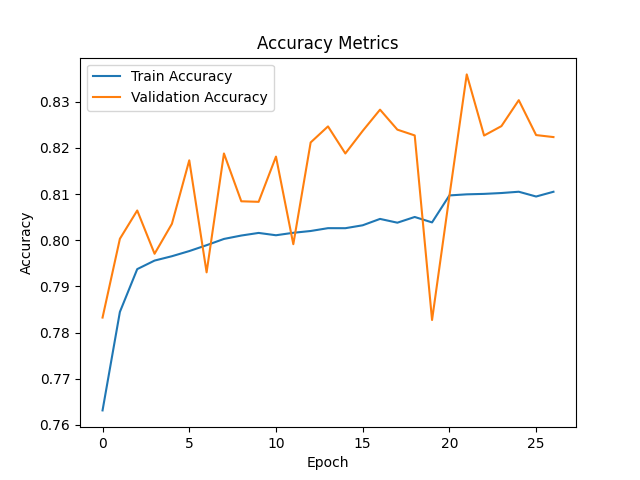 Accuracy Metrics
Train Accuracy
Validation Accuracy
0.83
0.82
0.81
0.80
0.79
0.78
0.77
0.76
Accuracy
0 5 10 15 20 25
Epoch